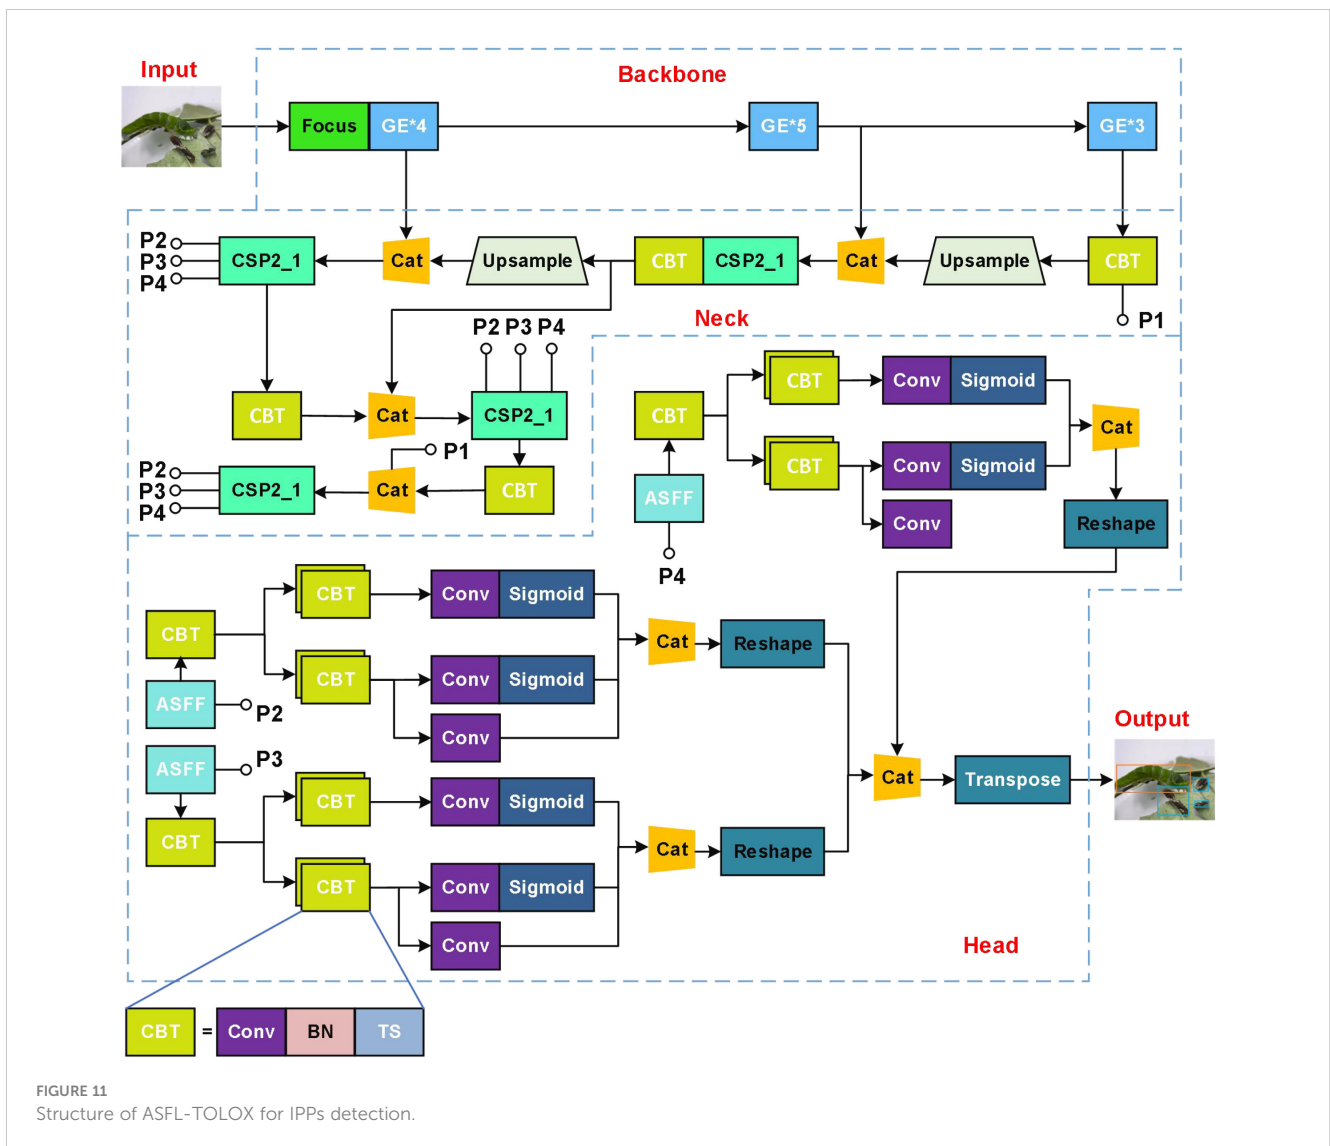 Input
Backbone
Focus GE*4 GE*5 GE*3
P2
P3
P4
CSP2_1 Cat Upsample CBT CSP2_1 Cat Upsample CBT
P1
Neck
P2 P3 P4
CBT Cat CSP2_1
P1
P2
P3
P4
CSP2_1 Cat CBT
CBT Conv Sigmoid
CBT Cat
CBT Conv Sigmoid
ASFF Conv Reshape
P4
CBT Conv Sigmoid
CBT Cat Reshape
CBT Conv Sigmoid
ASFF P2
Conv
ASFF P3
Output
Cat Transpose
CBT Conv Sigmoid
CBT Cat Reshape
CBT Conv Sigmoid
Conv
Head
CBT = Conv BN TS
FIGURE 11
Structure of ASFL-TOLOX for IPPs detection.